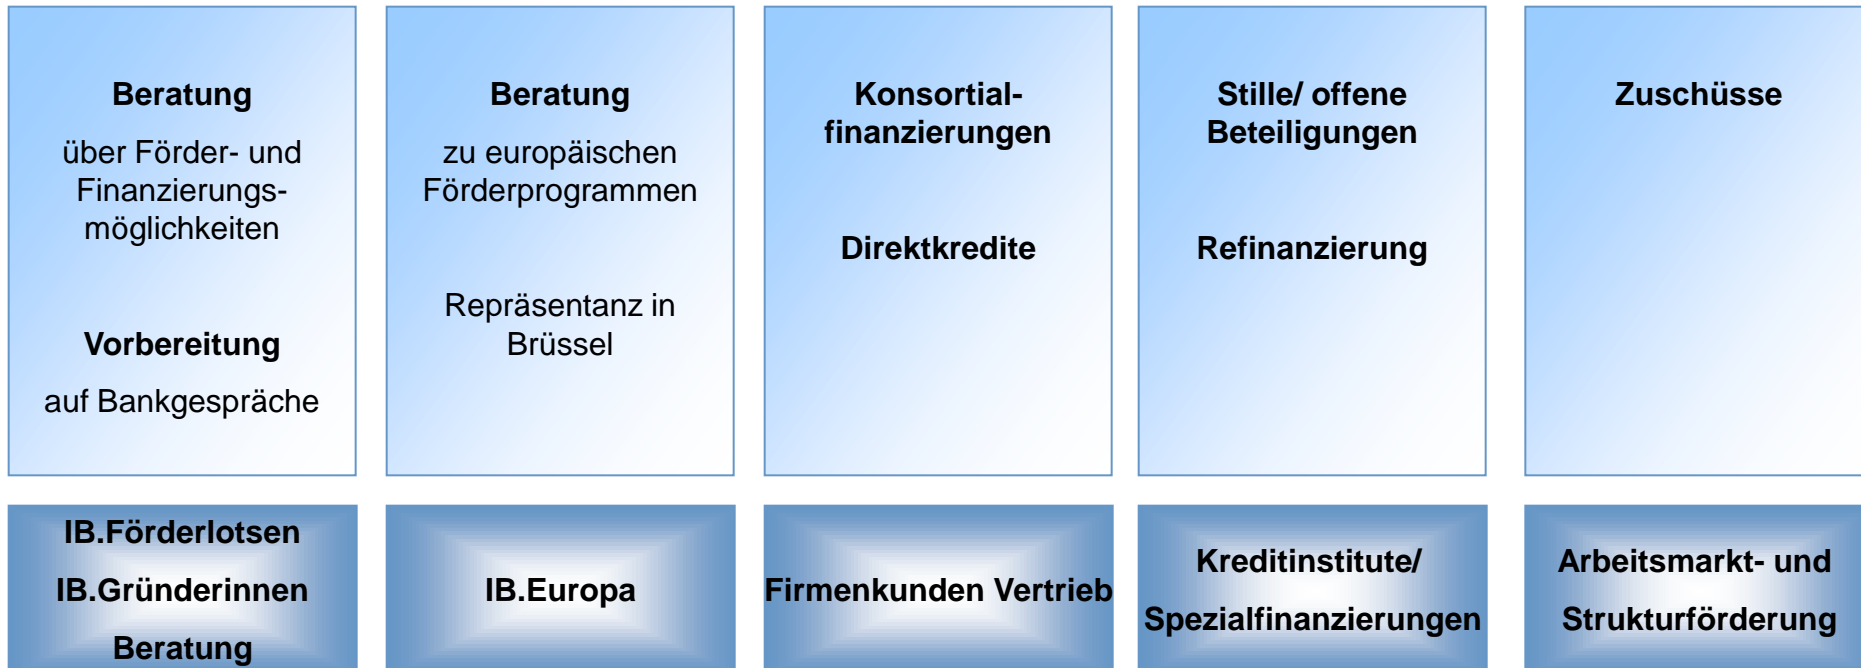 Beratung
über Förder- und
Finanzierungs-
möglichkeiten
Vorbereitung
auf Bankgespräche
Beratung
zu europäischen
Förderprogrammen
Repräsentanz in
Brüssel
Konsortial-
finanzierungen
Direktkredite
Stille/ offene
Beteiligungen
Refinanzierung
Zuschüsse
IB.Förderlotsen
IB.Gründerinnen
Beratung
IB.Europa
Firmenkunden Vertrieb
Kreditinstitute/
Spezialfinanzierungen
Arbeitsmarkt- und
Strukturförderung